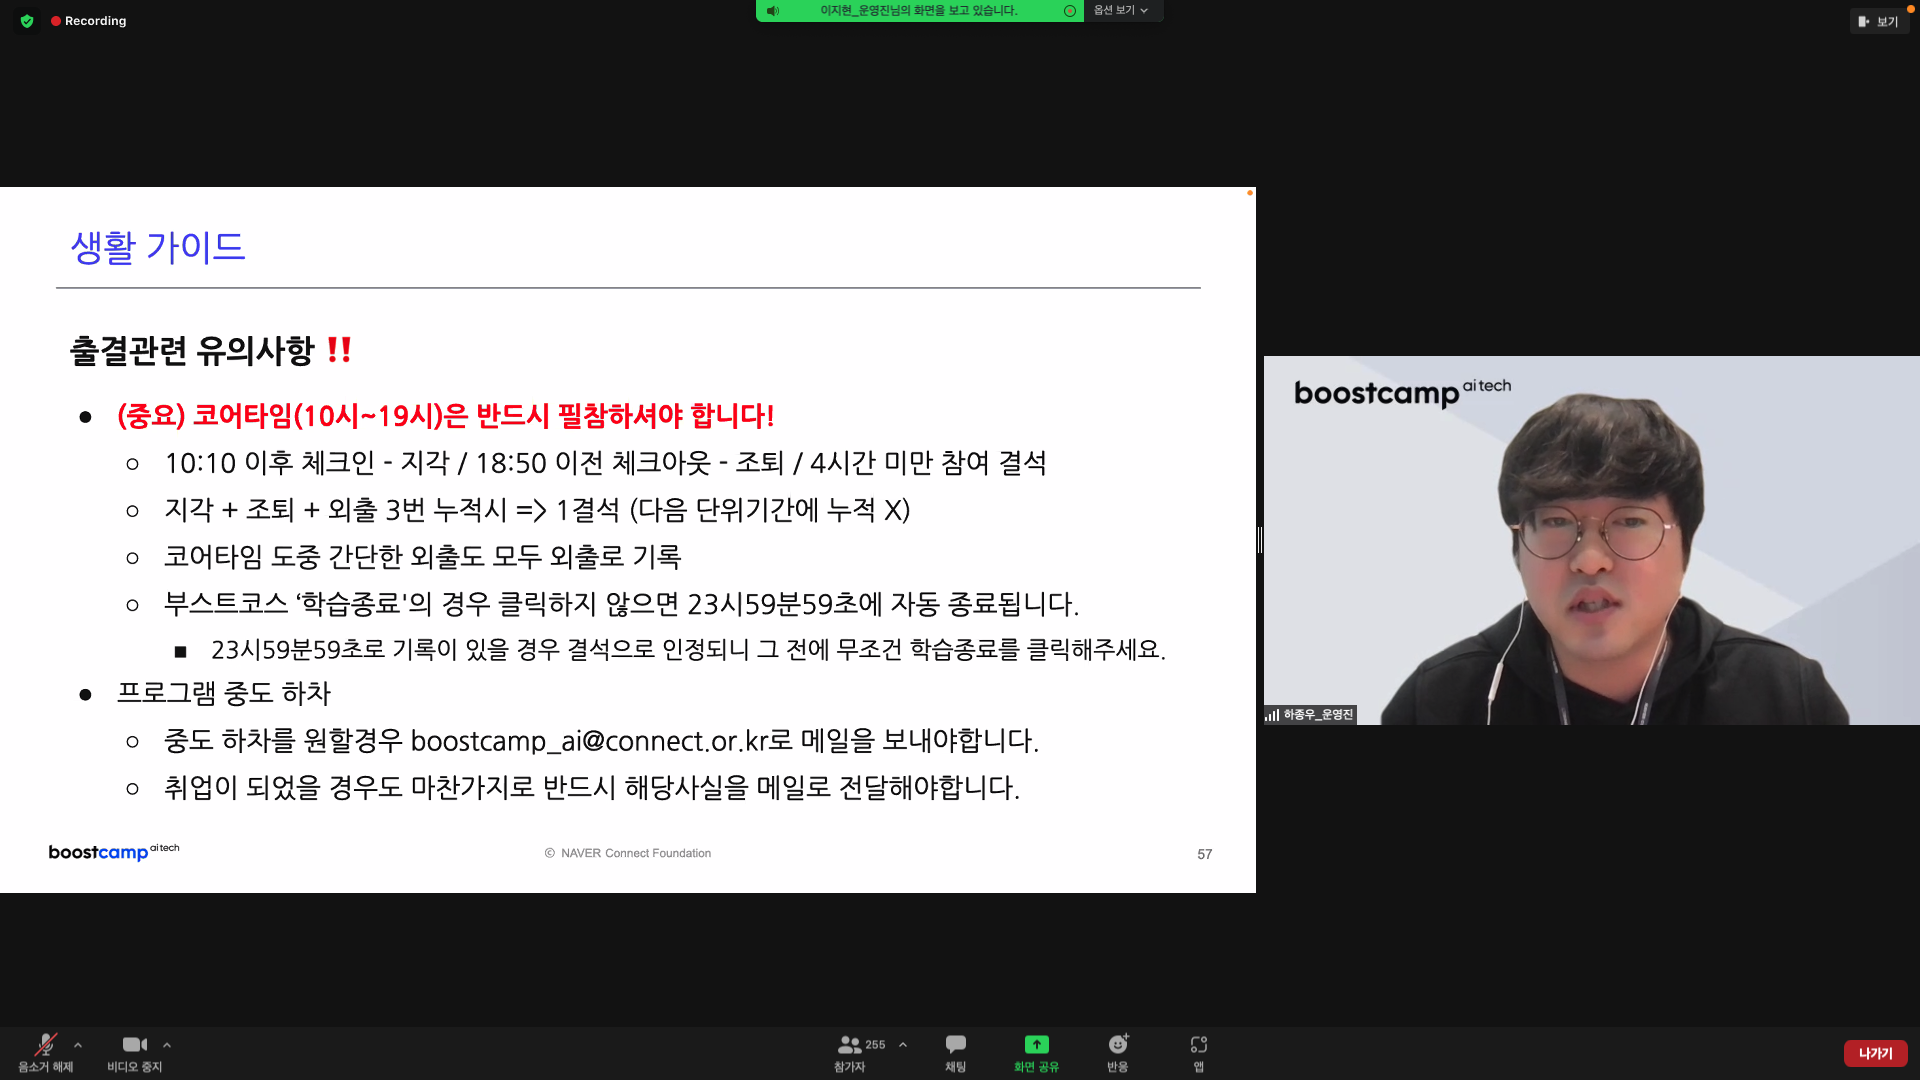 Recording
이지현_운영진님의 화면을 보고 있습니다.
옵션 보기
보기
생활 가이드
출결관련 유의사항 ‼
● (중요) 코어타임(10시~19시)은 반드시 필참하셔야 합니다!
○ 10:10 이후 체크인 - 지각 / 18:50 이전 체크아웃 - 조퇴 / 4시간 미만 참여 결석
○ 지각 + 조퇴 + 외출 3번 누적시 => 1결석 (다음 단위기간에 누적 X)
○ 코어타임 도중 간단한 외출도 모두 외출로 기록
○ 부스트코스 ‘학습종료'의 경우 클릭하지 않으면 23시59분59초에 자동 종료됩니다.
■ 23시59분59초로 기록이 있을 경우 결석으로 인정되니 그 전에 무조건 학습종료를 클릭해주세요.
● 프로그램 중도 하차
○ 중도 하차를 원할경우 boostcamp_ai@connect.or.kr로 메일을 보내야합니다.
○ 취업이 되었을 경우도 마찬가지로 반드시 해당사실을 메일로 전달해야합니다.
boostcamp ai tech
© NAVER Connect Foundation
57
boostcamp ai tech
하종우_운영진
음소거 해제
비디오 중지
255
참가자
채팅
화면 공유
반응
앱
나가기